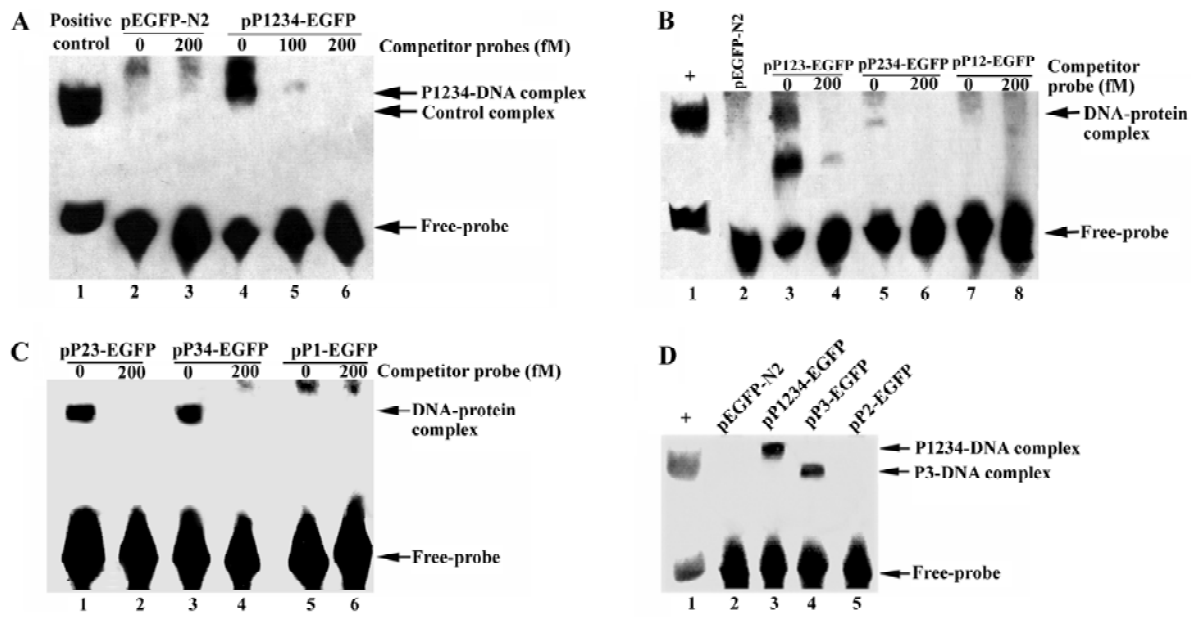 A
Positive control
pEGFP-N2 pP1234-EGFP
0 200 0 100 200 Competitor probes (fM)
P1234-DNA complex
Control complex
Free-probe
1 2 3 4 5 6
B
+ pEGFP-N2
pP123-EGFP pP234-EGFP pP12-EGFP
0 200 0 200 0 200
Competitor
probe (fM)
DNA-protein
complex
Free-probe
1 2 3 4 5 6 7 8
C
pP23-EGFP pP34-EGFP pP1-EGFP
0 200 0 200 0 200 Competitor probe (fM)
DNA-protein
complex
Free-probe
1 2 3 4 5 6
D
+ pEGFP-N2 pP1234-EGFP pP3-EGFP pP2-EGFP
P1234-DNA complex
P3-DNA complex
Free-probe
1 2 3 4 5